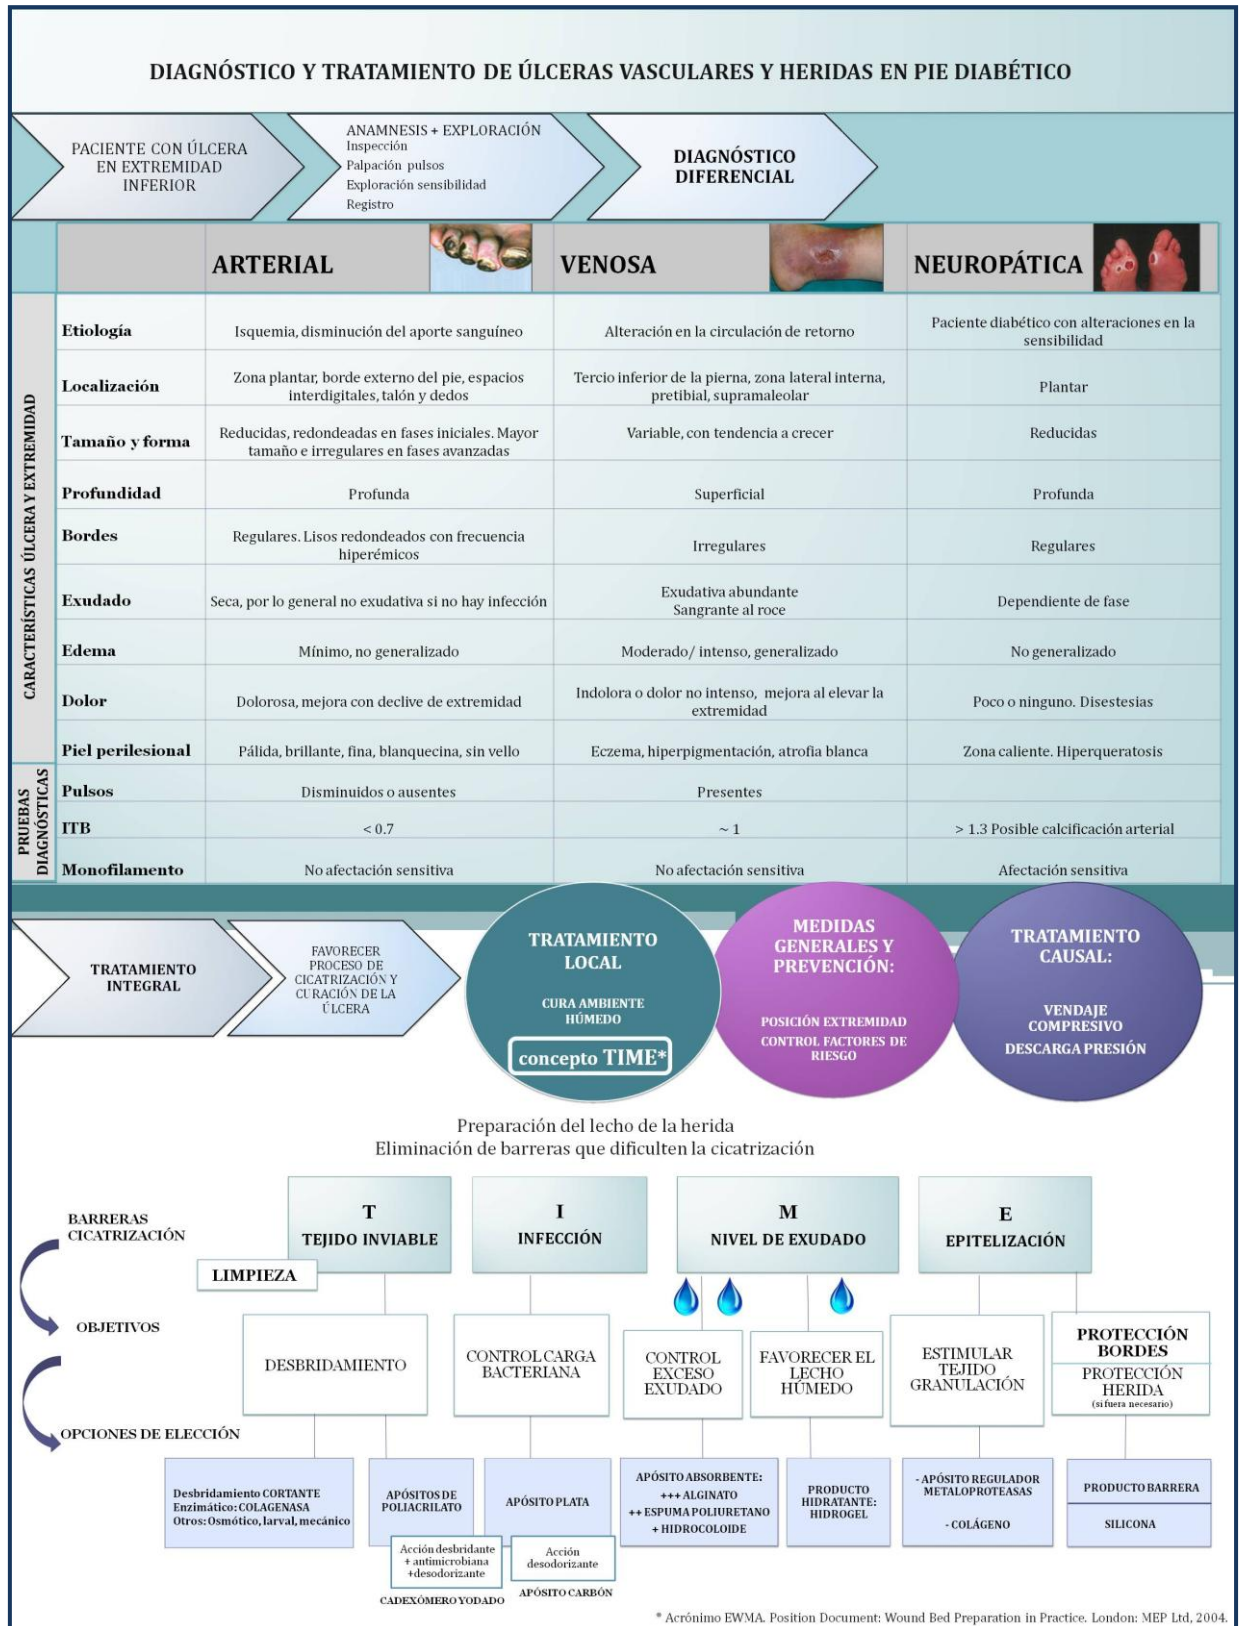 DIAGNÓSTICO Y TRATAMIENTO DE ÚLCERAS VASCULARES Y HERIDAS EN PIE DIABÉTICO
PACIENTE CON ÚLCERA
EN EXTREMIDAD
INFERIOR
ANAMNESIS + EXPLORACIÓN
Inspección
Palpación pulsos
Exploración sensibilidad
Registro
DIAGNÓSTICO
DIFERENCIAL
ARTERIAL
VENOSA
NEUROPÁTICA
CARACTERÍSTICAS ÚLCERA Y EXTREMIDAD
Etiología
Isquemia, disminución del aporte sanguíneo
Alteración en la circulación de retorno
Paciente diabético con alteraciones en la
sensibilidad
Localización
Zona plantar, borde externo del pie, espacios
interdigitales, talón y dedos
Tercio inferior de la pierna, zona lateral interna,
pretibial, supramaleolar
Plantar
Tamaño y forma
Reducidas, redondeadas en fases iniciales. Mayor
tamaño e irregulares en fases avanzadas
Variable, con tendencia a crecer
Reducidas
Profundidad
Profunda
Superficial
Profunda
Bordes
Regulares. Lisos redondeados con frecuencia
hiperémicos
Irregulares
Regulares
Exudado
Seca, por lo general no exudativa si no hay infección
Exudativa abundante
Sangrante al roce
Dependiente de fase
Edema
Mínimo, no generalizado
Moderado/ intenso, generalizado
No generalizado
Dolor
Dolorosa, mejora con declive de extremidad
Indolora o dolor no intenso, mejora al elevar la
extremidad
Poco o ninguno. Disestesias
Piel perilesional
Pálida, brillante, fina, blanquecina, sin vello
Eczema, hiperpigmentación, atrofia blanca
Zona caliente. Hiperqueratosis
PRUEBAS
DIAGNÓSTICAS
Pulsos
Disminuidos o ausentes
Presentes
ITB
< 0.7
~ 1
> 1.3 Posible calcificación arterial
Monofilamento
No afectación sensitiva
No afectación sensitiva
Afectación sensitiva
TRATAMIENTO
INTEGRAL
FAVORECER
PROCESO DE
CICATRIZACIÓN Y
CURACIÓN DE LA
ÚLCERA
TRATAMIENTO
LOCAL
CURA AMBIENTE
HÚMEDO
concepto TIME*
MEDIDAS
GENERALES Y
PREVENCIÓN:
POSICIÓN EXTREMIDAD
CONTROL FACTORES DE
RIESGO
TRATAMIENTO
CAUSAL:
VENDAJE
COMPRESIVO
DESCARGA PRESIÓN
Preparación del lecho de la herida
Eliminación de barreras que dificulten la cicatrización
BARRERAS
CICATRIZACIÓN
T
TEJIDO INVIABLE
I
INFECCIÓN
M
NIVEL DE EXUDADO
E
EPITELIZACIÓN
LIMPIEZA
OBJETIVOS
DESBRIDAMIENTO
CONTROL CARGA
BACTERIANA
CONTROL
EXCESO
EXUDADO
FAVORECER EL
LECHO
HÚMEDO
ESTIMULAR
TEJIDO
GRANULACIÓN
PROTECCIÓN
BORDES
PROTECCIÓN
HERIDA
(si fuera necesario)
OPCIONES DE ELECCIÓN
Desbridamiento CORTANTE
Enzimático: COLAGENASA
Otros: Osmótico, larval, mecánico
APÓSITOS DE
POLIACRILATO
APÓSITO PLATA
APÓSITO ABSORBENTE:
+++ ALGINATO
++ ESPUMA POLIURETANO
+ HIDROCOLOIDE
PRODUCTO
HIDRATANTE:
HIDROGEL
- APÓSITO REGULADOR
METALOPROTEASAS
- COLÁGENO
PRODUCTO BARRERA
SILICONA
Acción desbridante
+ antimicrobiana
+desodorizante
CADEXÓMERO YODADO
Acción
desodorizante
APÓSITO CARBÓN
* Acrónimo EWMA. Position Document: Wound Bed Preparation in Practice. London: MEP Ltd, 2004.